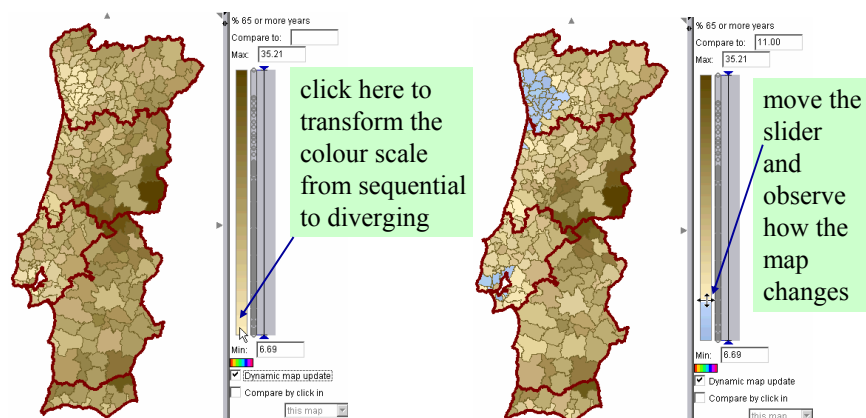 % 65 or more years
Compare to:
Max: 35.21
click here to
transform the
colour scale
from sequential
to diverging
Min: 6.69
Dynamic map update
Compare by click in
this map
% 65 or more years
Compare to: 11.00
Max: 35.21
move the
slider
and
observe
how the
map
changes
Min: 6.69
Dynamic map update
Compare by click in
this map